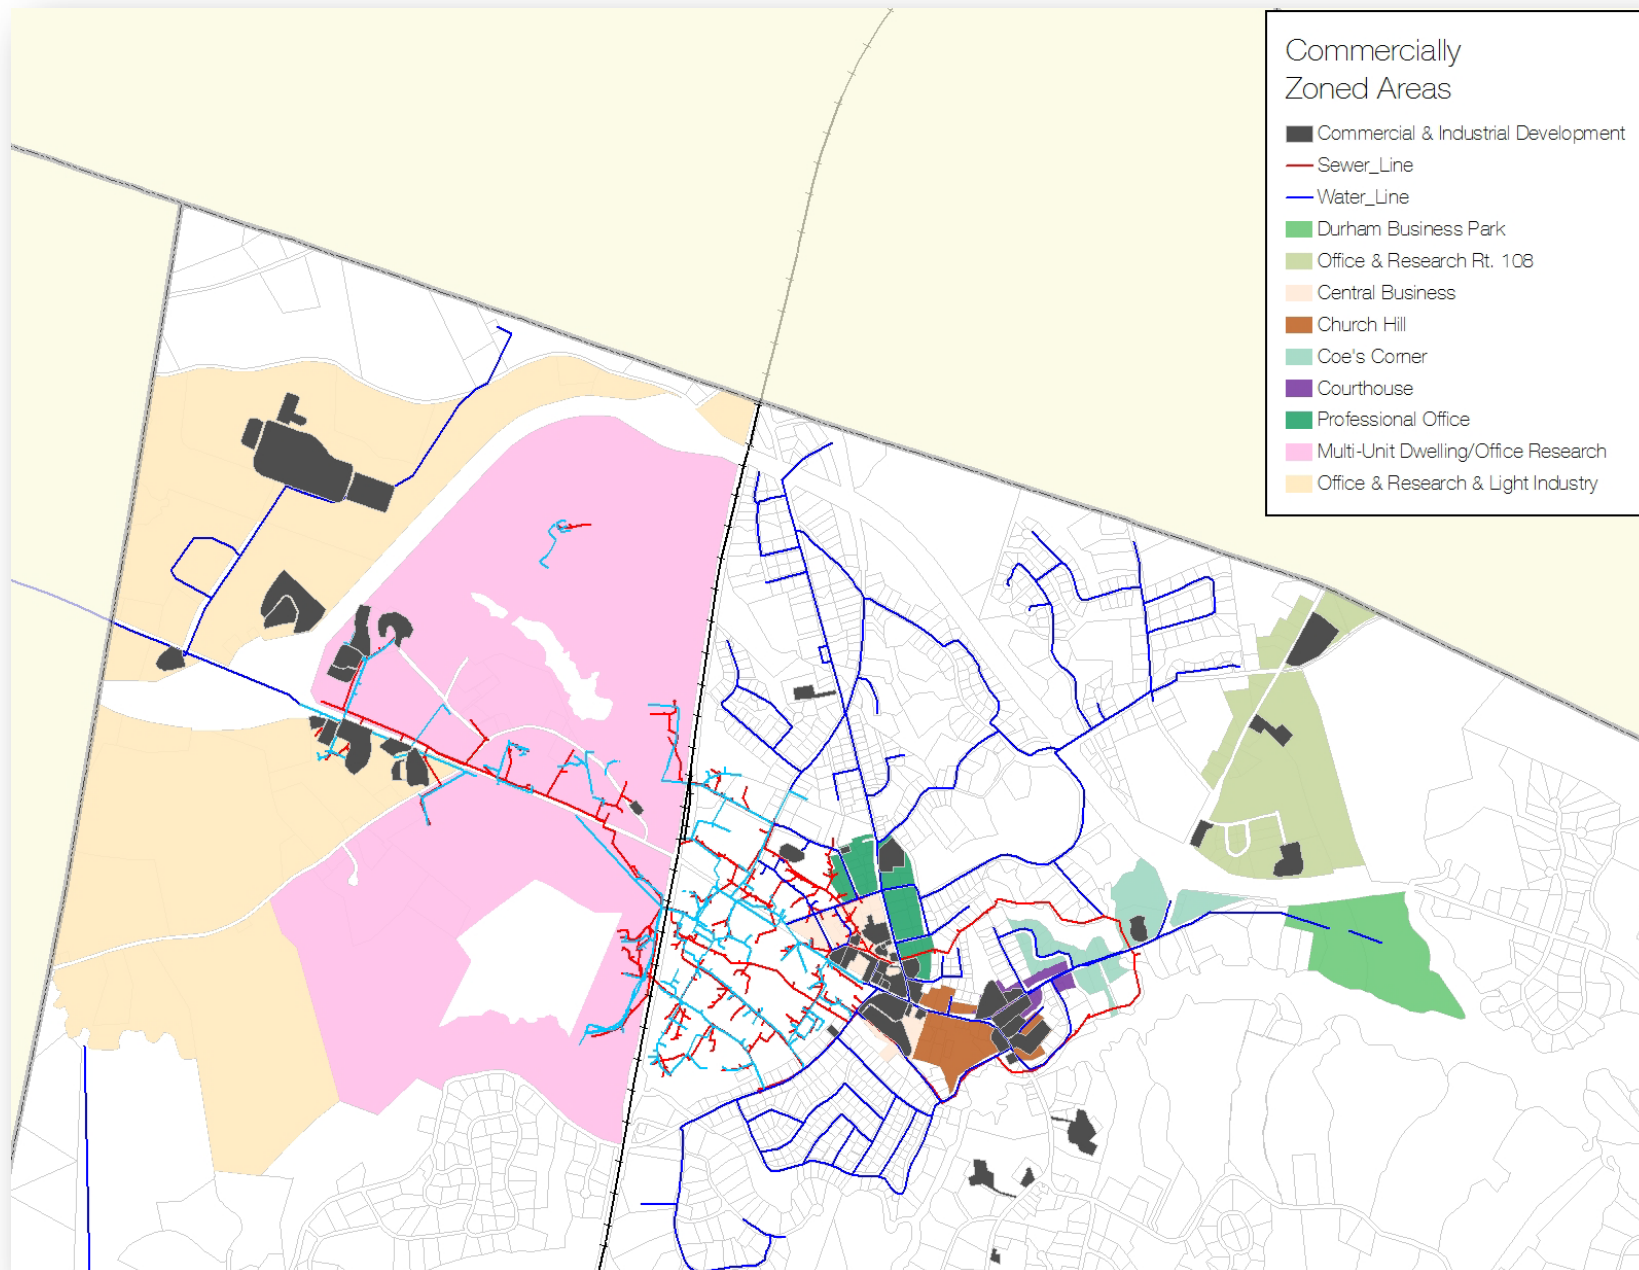 Commercially
Zoned Areas
Commercial & Industrial Development
Sewer_Line
Water_Line
Durham Business Park
Office & Research Rt. 108
Central Business
Church Hill
Coe's Corner
Courthouse
Professional Office
Multi-Unit Dwelling/Office Research
Office & Research & Light Industry